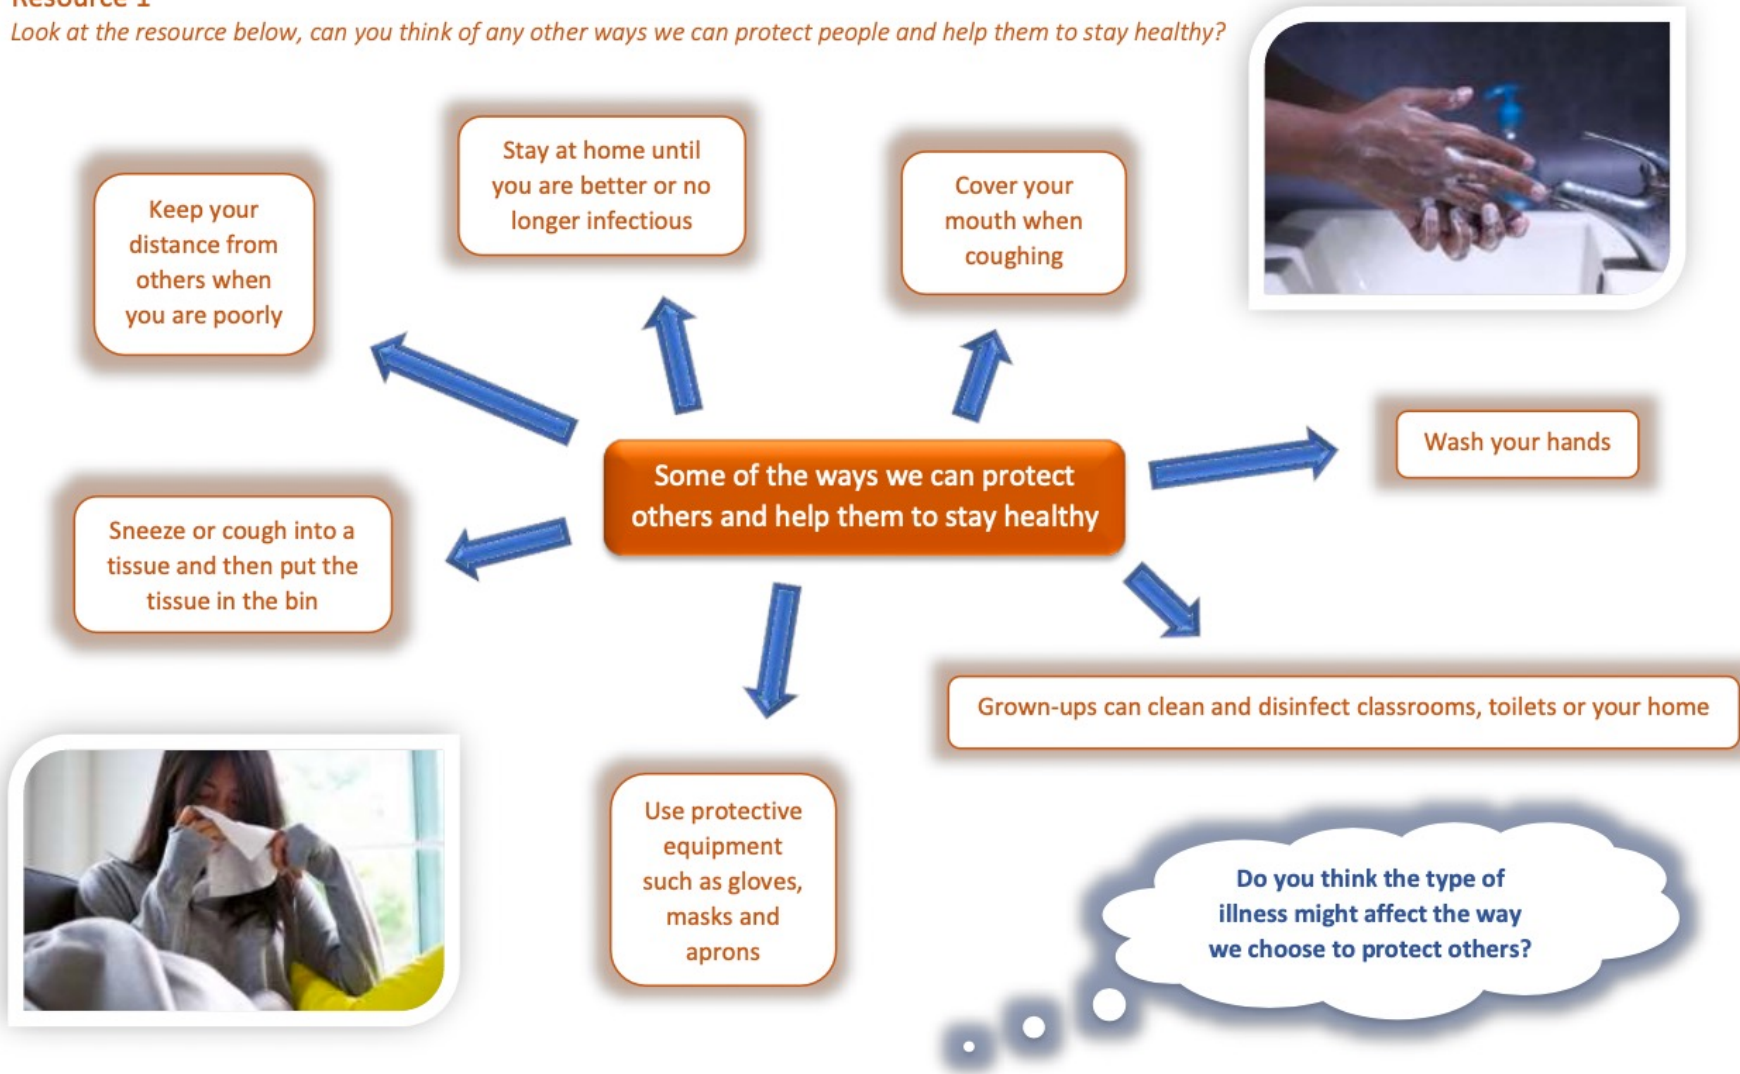 Resource 1
Look at the resource below, can you think of any other ways we can protect people and help them to stay healthy?
Keep your
distance from
others when
you are poorly
Stay at home until
you are better or no
longer infectious
Cover your
mouth when
coughing
Wash your hands
Some of the ways we can protect
others and help them to stay healthy
Sneeze or cough into a
tissue and then put the
tissue in the bin
Grown-ups can clean and disinfect classrooms, toilets or your home
Use protective
equipment
such as gloves,
masks and
aprons
Do you think the type of
illness might affect the way
we choose to protect others?